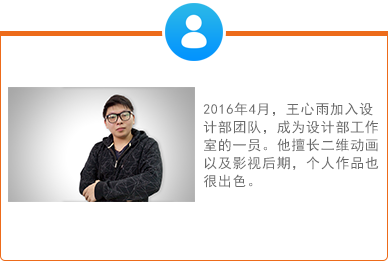 2016年4月，王心雨加入设
计部团队，成为设计部工作
室的一员。他擅长二维动画
以及影视后期，个人作品也
很出色。